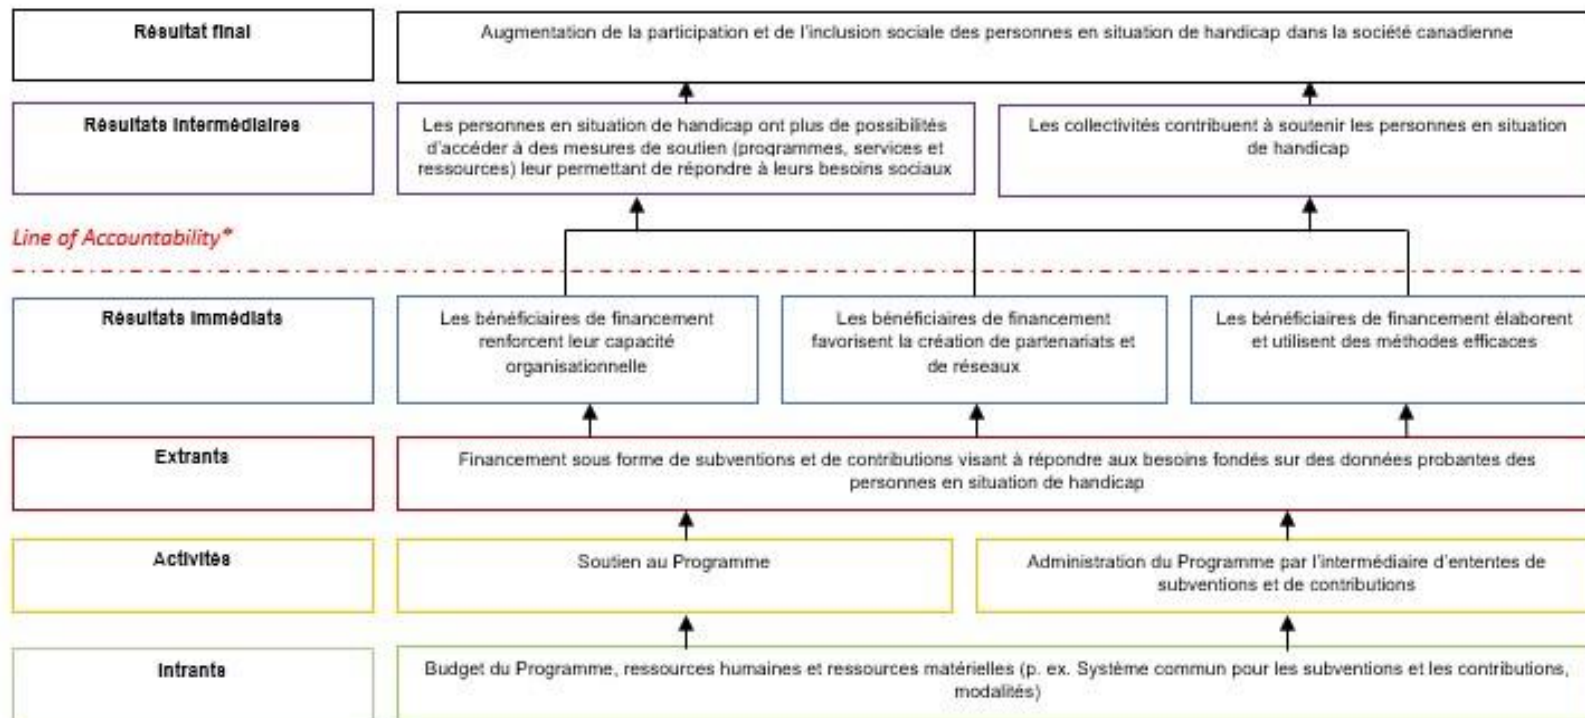 Résultat final
Augmentation de la participation et de l'inclusion sociale des personnes en situation de handicap dans la société canadienne
Résultats Intermédiaires
Les personnes en situation de handicap ont plus de possibilités
d'accéder à des mesures de soutien (programmes, services et
ressources) leur permettant de répondre à leurs besoins sociaux
Les collectivités contribuent à soutenir les personnes en situation
de handicap
Line of Accountability*
Résultats Immédiats
Les bénéficiaires de financement
renforcent leur capacité
organisationnelle
Les bénéficiaires de financement
favorisent la création de partenariats et
de réseaux
Les bénéficiaires de financement élaborent
et utilisent des méthodes efficaces
Extrants
Financement sous forme de subventions et de contributions visant à répondre aux besoins fondés sur des données probantes des
personnes en situation de handicap
Activités
Soutien au Programme
Administration du Programme par l'intermédiaire d'ententes de
subventions et de contributions
Intrants
Budget du Programme, ressources humaines et ressources matérielles (p. ex. Système commun pour les subventions et les contributions,
modalités)